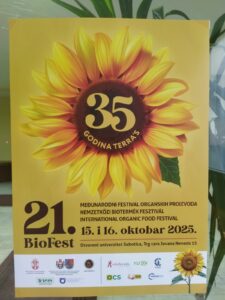 35
GODINA TERRA'S
21.
BioFest
MEĐUNARODNI FESTIVAL ORGANSKIH PROIZVODA
NEMZETKÖZI BIOTERMÉK FESZTIVÁL
INTERNATIONAL ORGANIC FOOD FESTIVAL
15. i 16. oktobar 2025.
Otvoreni univerzitet Subotica, Trg cara Jovana Nenada 15